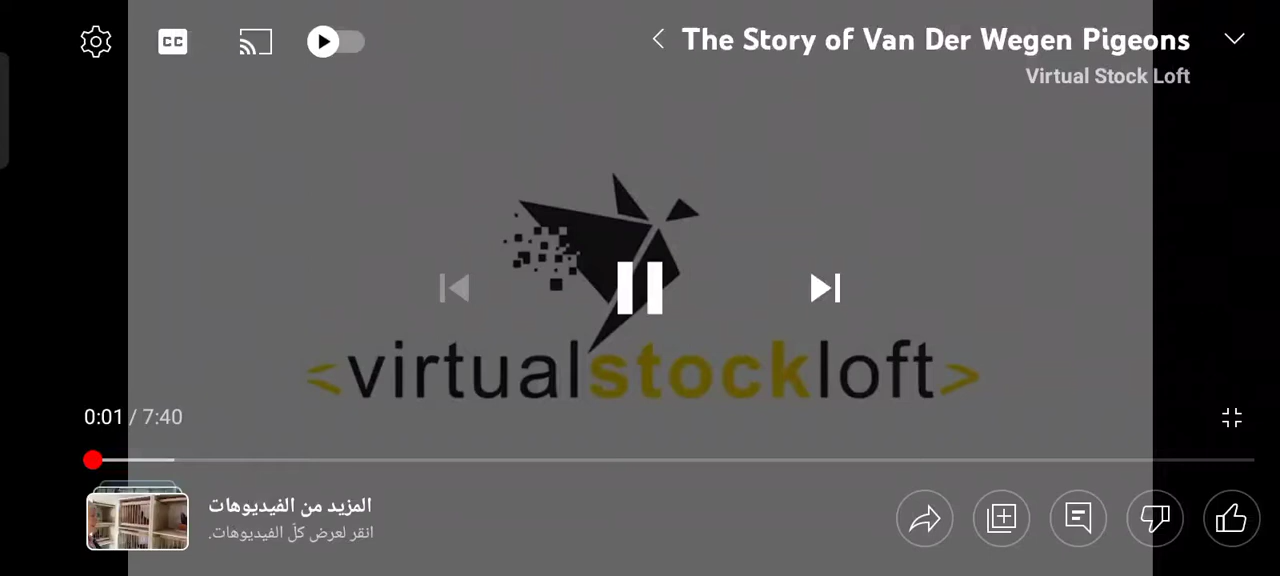 CC
The Story of Van Der Wegen Pigeons
Virtual Stock Loft
<virtualstockloft>
0:01 / 7:40
المزيد من الفيديوهات
انقر لعرض كلّ الفيديوهات.